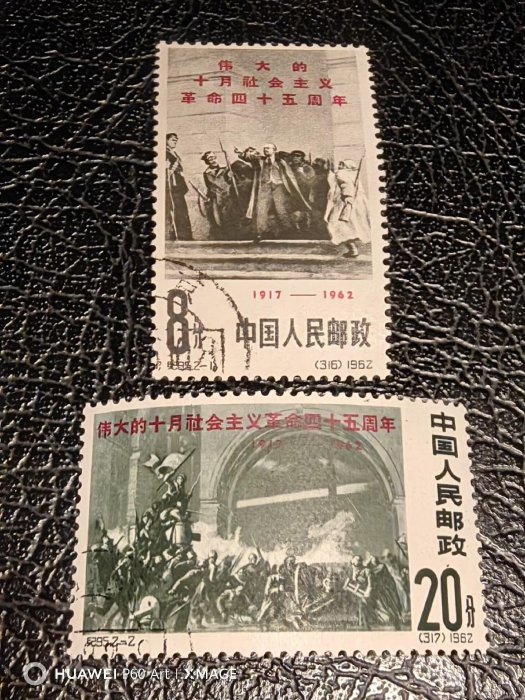 伟大的
十月社会主义
革命四十五周年
1917—1962
8分
中国人民邮政
(316) 1962
伟大的十月社会主义革命四十五周年
1917
中国人民邮政
20分
(317) 1962
HUAWEI P60 Art | XMAGE